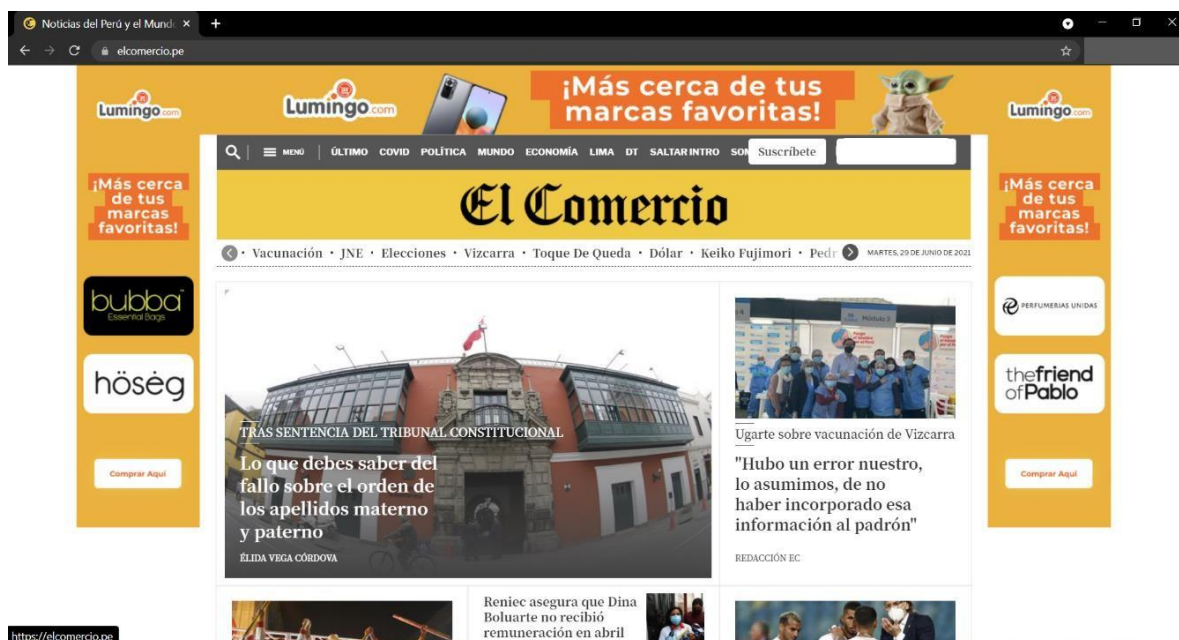 Noticias del Perú y el Mund
elcomercio.pe
Lumingo.com
Lumingo.com
¡Más cerca de tus
marcas favoritas!
Lumingo.com
MENÚ ÚLTIMO COVID POLÍTICA MUNDO ECONOMÍA LIMA DT SALTAR INTRO SOM Suscríbete
¡Más cerca
de tus
marcas
favoritas!
El Comercio
¡Más cerca
de tus
marcas
favoritas!
· Vacunación · JNE · Elecciones · Vizcarra · Toque De Queda · Dólar · Keiko Fujimori · Pedr MARTES, 29 DE JUNIO DE 2021
bubba
Essential Bags
höség
Comprar Aquí
TRAS SENTENCIA DEL TRIBUNAL CONSTITUCIONAL
Lo que debes saber del
fallo sobre el orden de
los apellidos materno
y paterno
ÉLIDA VEGA CÓRDOVA
Módulo 5
Ugarte sobre vacunación de Vizcarra
"Hubo un error nuestro,
lo asumimos, de no
haber incorporado esa
información al padrón"
REDACCIÓN EC
PERFUMERIAS UNIDAS
thefriend
ofPablo
Comprar Aquí
Reniec asegura que Dina
Boluarte no recibió
remuneración en abril
https://elcomercio.pe